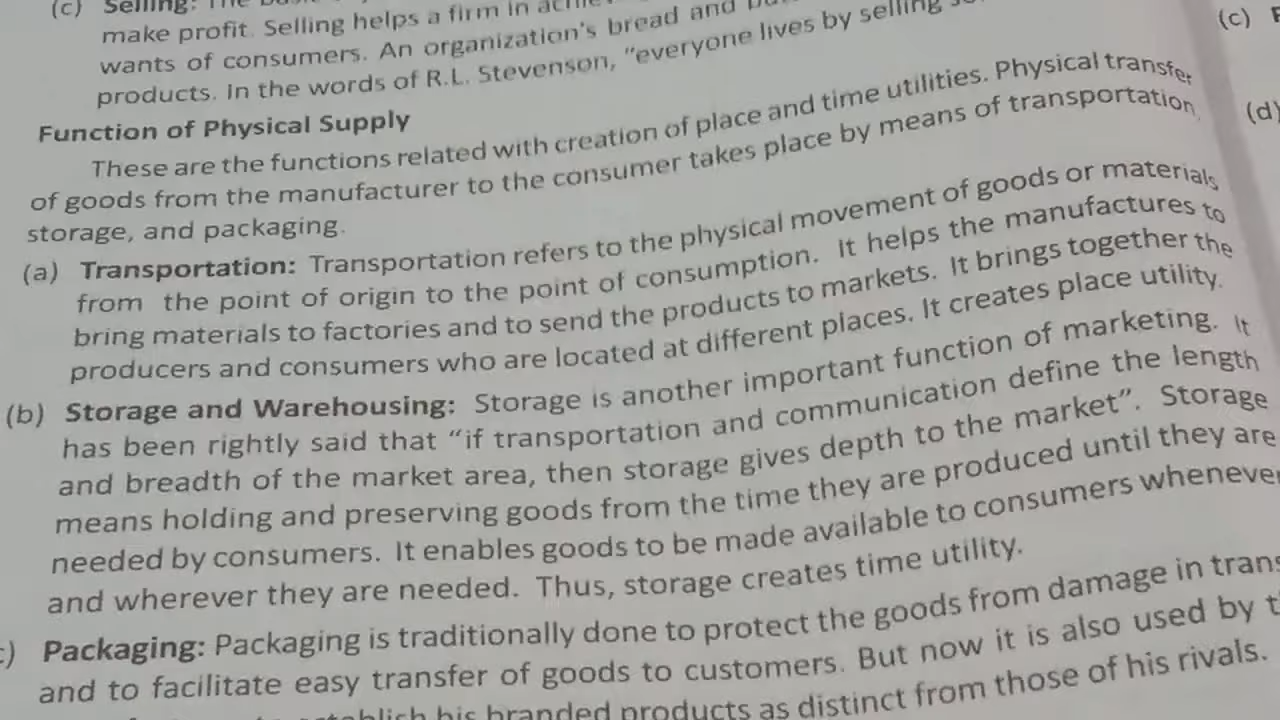 (c) Selling: The
make profit. Selling helps a firm in
wants of consumers. An organization's bread and
products. In the words of R.L. Stevenson, "everyone lives by selling
Function of Physical Supply
These are the functions related with creation of place and time utilities. Physical transfer
of goods from the manufacturer to the consumer takes place by means of transportation
storage, and packaging.
(a) Transportation: Transportation refers to the physical movement of goods or materials
from the point of origin to the point of consumption. It helps the manufactures to
bring materials to factories and to send the products to markets. It brings together the
producers and consumers who are located at different places. It creates place utility.
(b) Storage and Warehousing: Storage is another important function of marketing. It
has been rightly said that "if transportation and communication define the length
and breadth of the market area, then storage gives depth to the market". Storage
means holding and preserving goods from the time they are produced until they are
needed by consumers. It enables goods to be made available to consumers whenever
and wherever they are needed. Thus, storage creates time utility.
Packaging: Packaging is traditionally done to protect the goods from damage in
and to facilitate easy transfer of goods to customers. But now it is also used by
establish his branded products as distinct from those of his rivals.
(c)
(d)